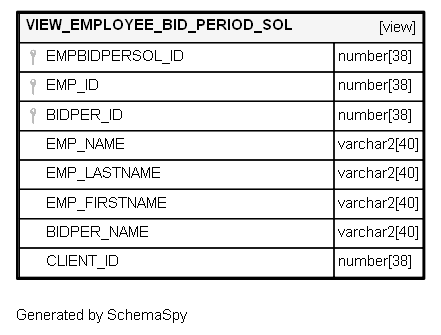 VIEW_EMPLOYEE_BID_PERIOD_SOL [view]
EMPBIDPERSOL_ID number[38]
EMP_ID number[38]
BIDPER_ID number[38]
EMP_NAME varchar2[40]
EMP_LASTNAME varchar2[40]
EMP_FIRSTNAME varchar2[40]
BIDPER_NAME varchar2[40]
CLIENT_ID number[38]
Generated by SchemaSpy